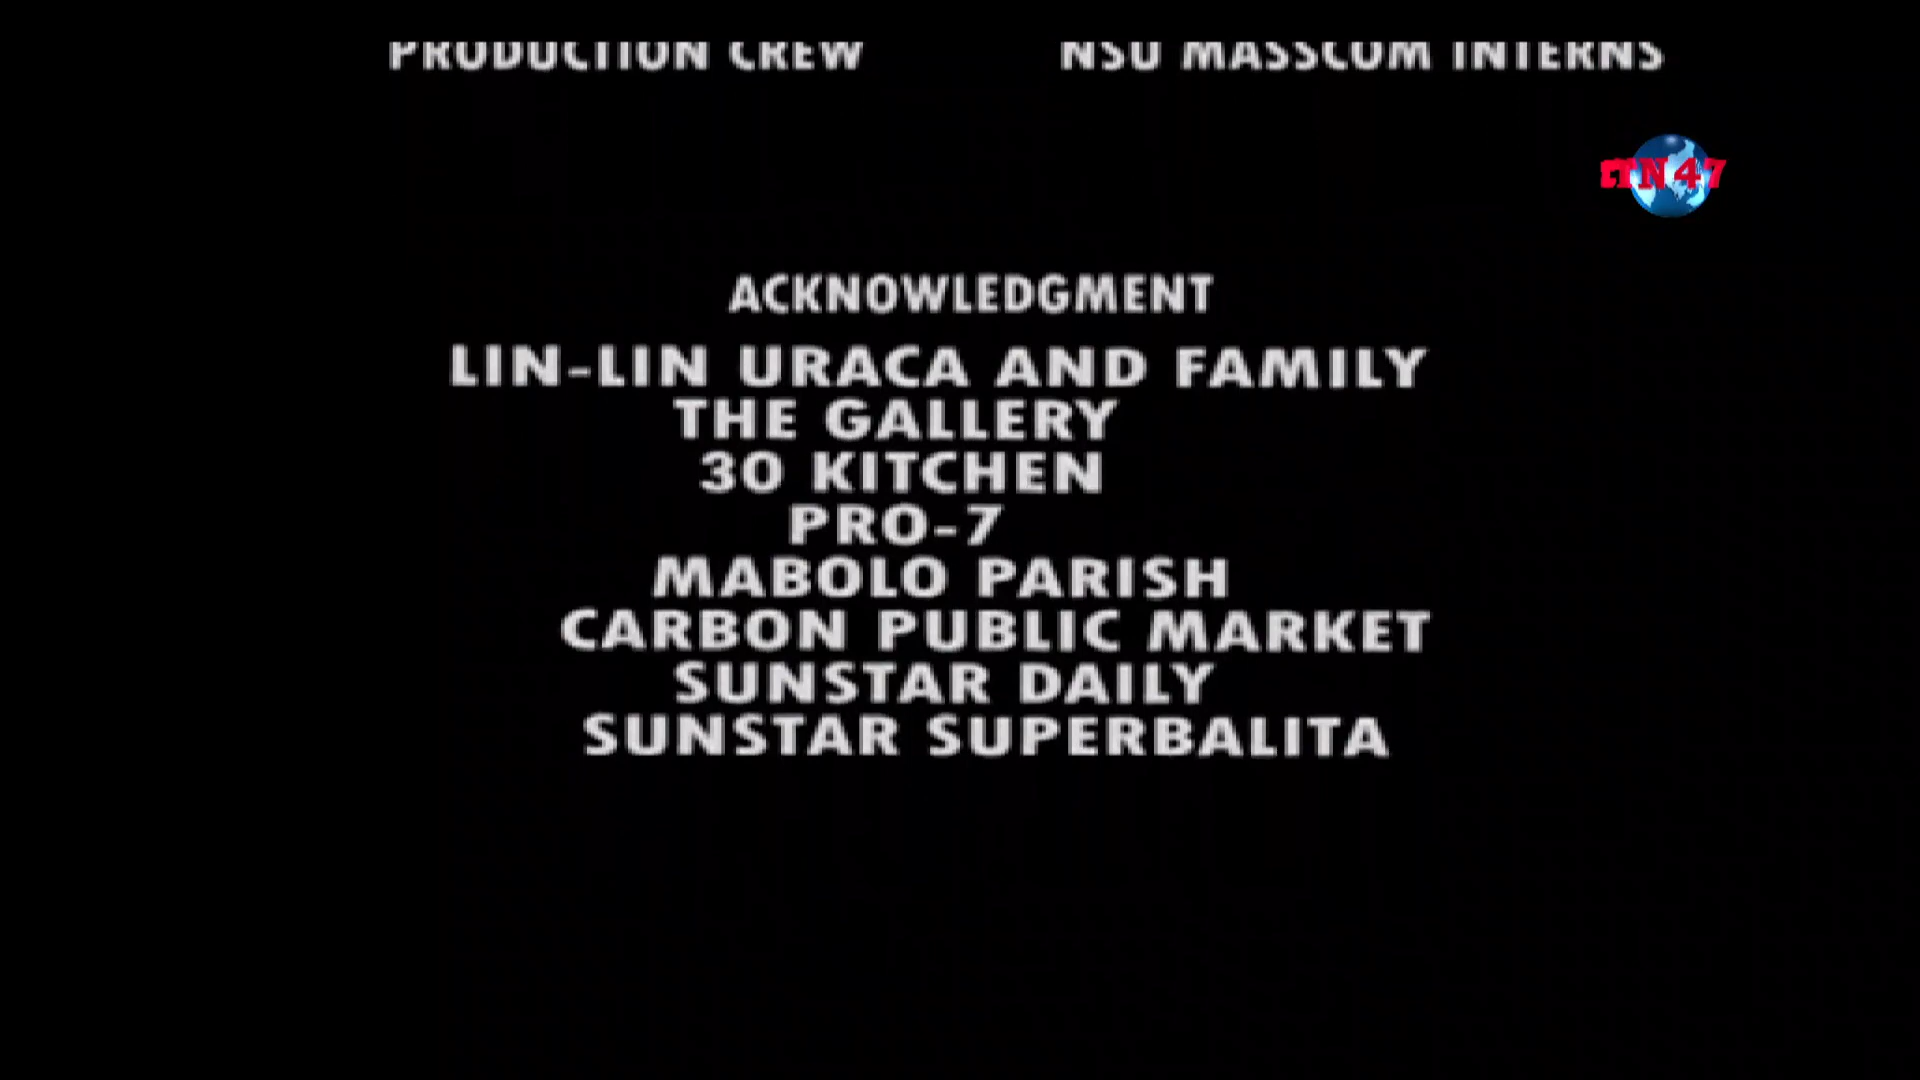 PRODUCTION CREW NSU MASSCOM INTERNS
CTN 47
ACKNOWLEDGMENT
LIN-LIN URACA AND FAMILY
THE GALLERY
30 KITCHEN
PRO-7
MABOLO PARISH
CARBON PUBLIC MARKET
SUNSTAR DAILY
SUNSTAR SUPERBALITA